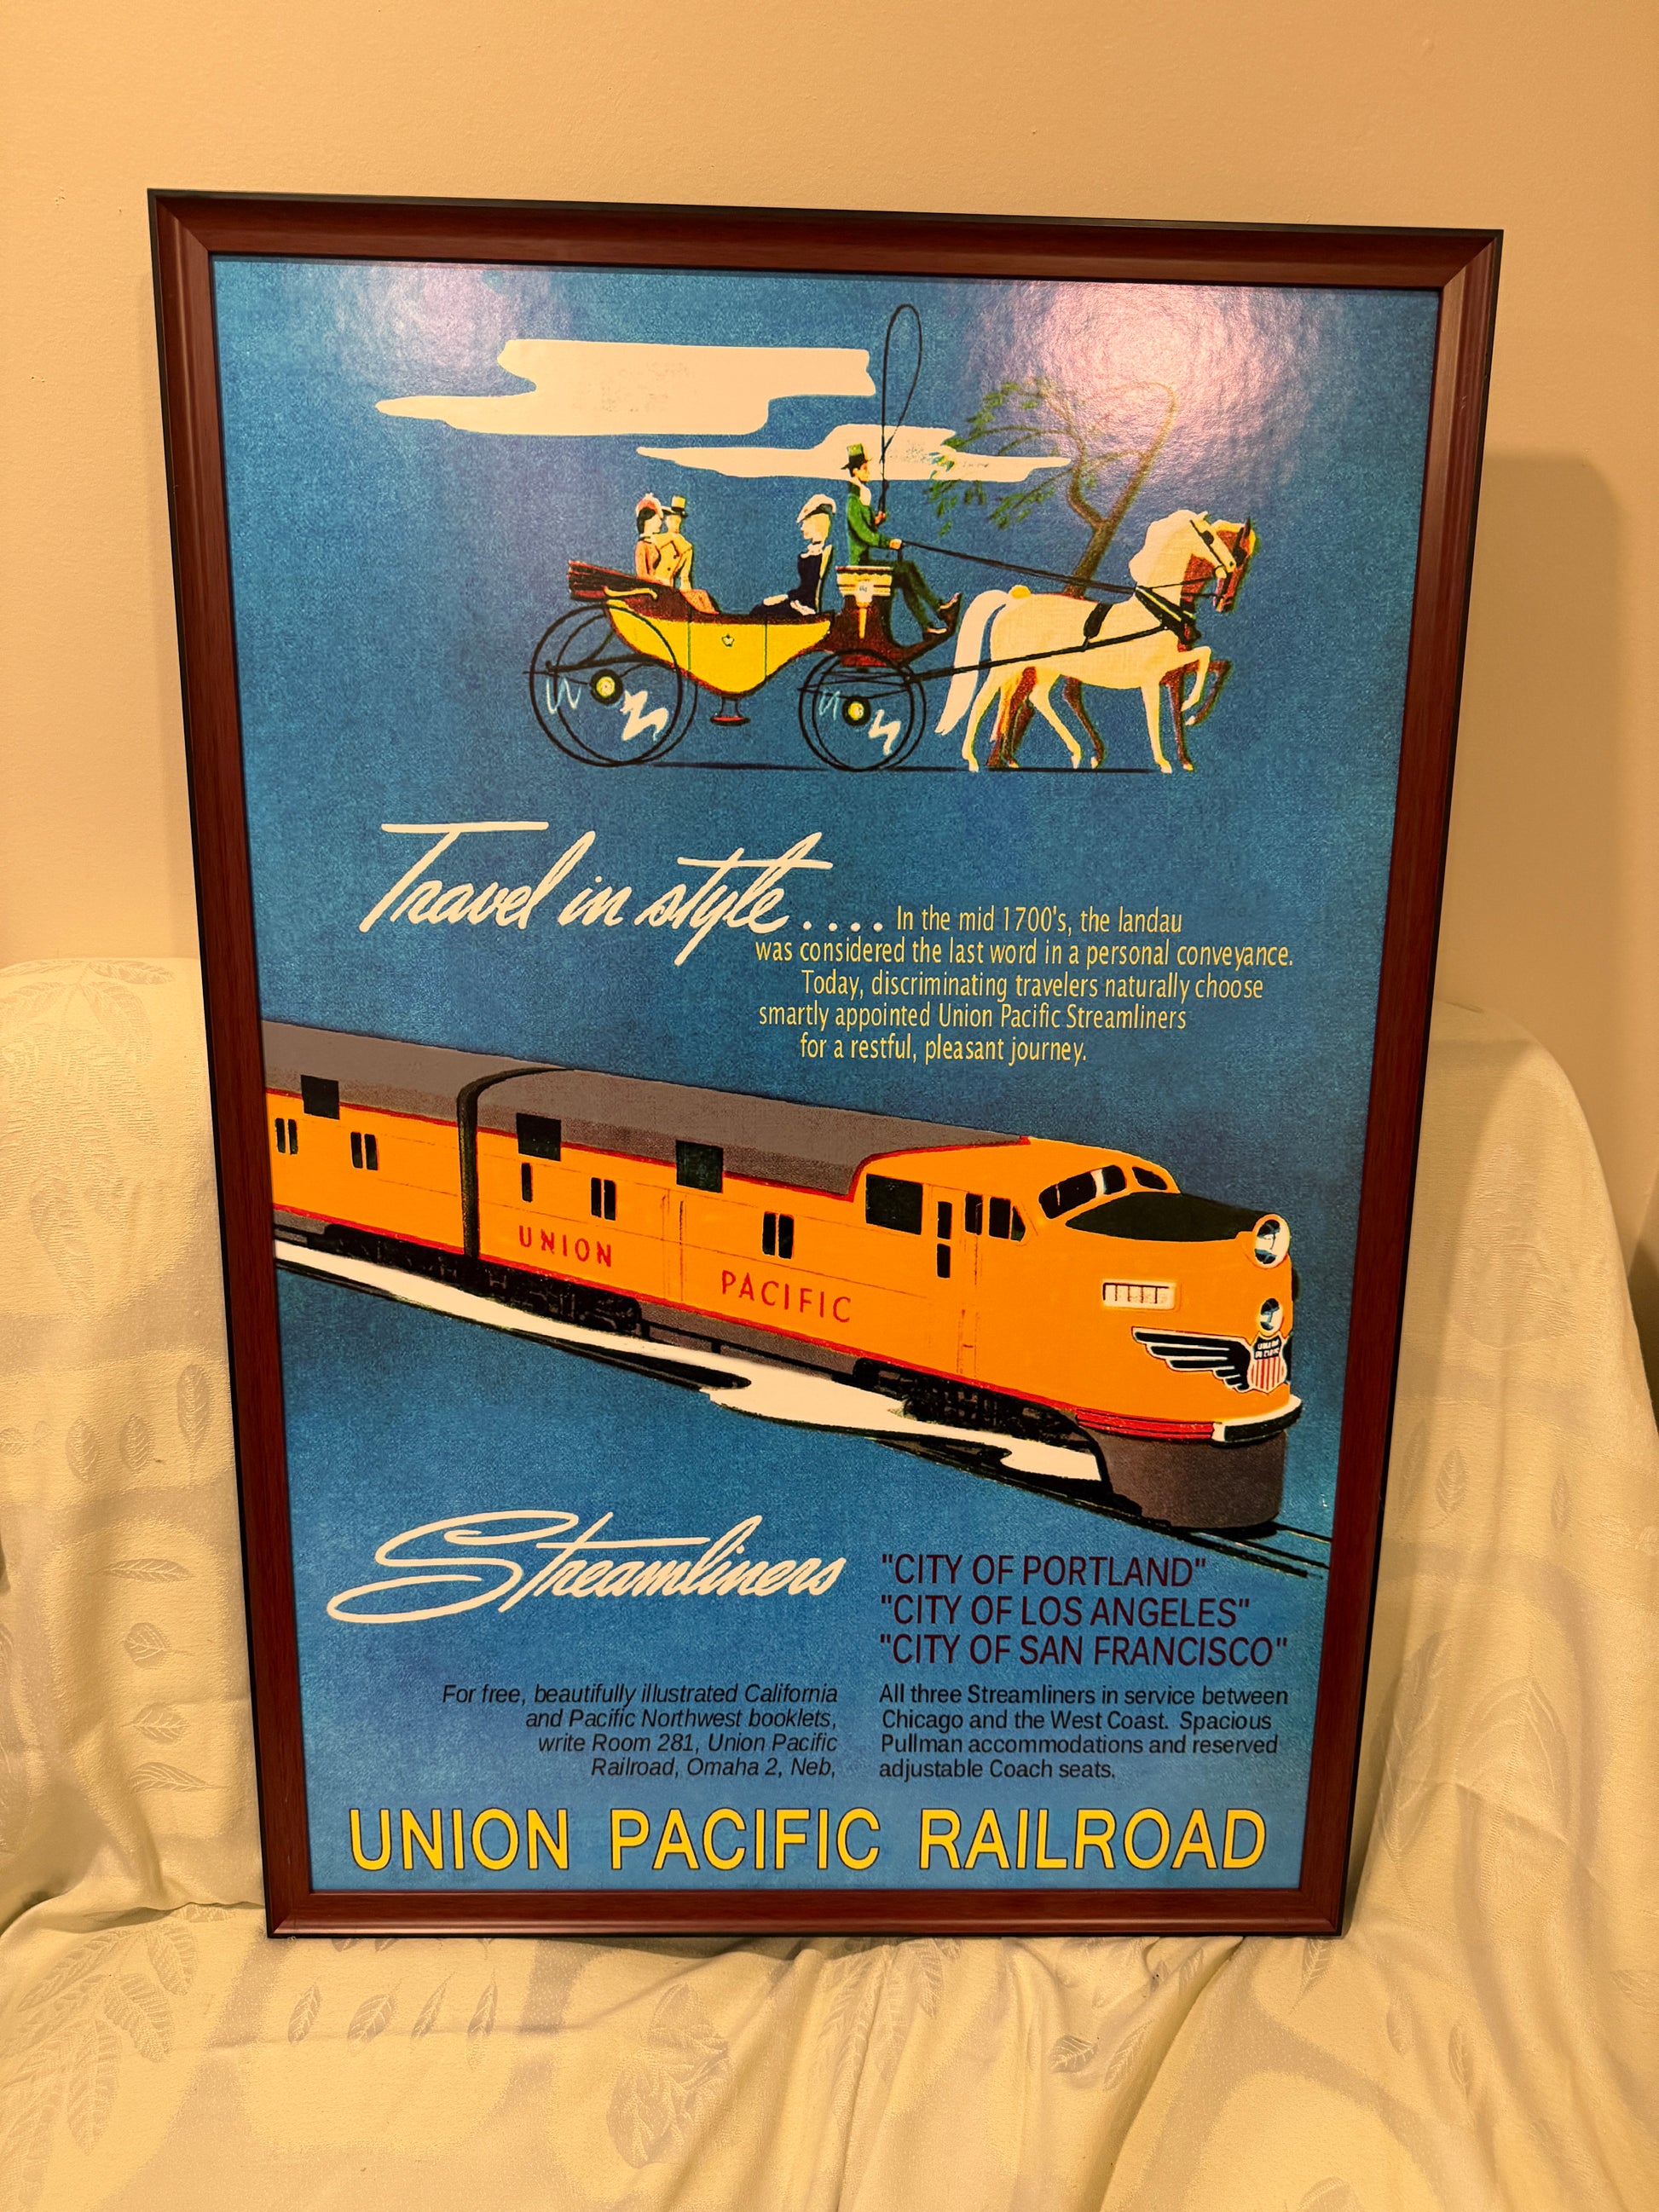 Travel in style.... In the mid 1700's, the landau
was considered the last word in a personal conveyance.
Today, discriminating travelers naturally choose
smartly appointed Union Pacific Streamliners
for a restful, pleasant journey.
UNION PACIFIC
UNION PACIFIC
Streamliners
"CITY OF PORTLAND"
"CITY OF LOS ANGELES"
"CITY OF SAN FRANCISCO"
For free, beautifully illustrated California
and Pacific Northwest booklets,
write Room 281, Union Pacific
Railroad, Omaha 2, Neb,
All three Streamliners in service between
Chicago and the West Coast. Spacious
Pullman accommodations and reserved
adjustable Coach seats.
UNION PACIFIC RAILROAD